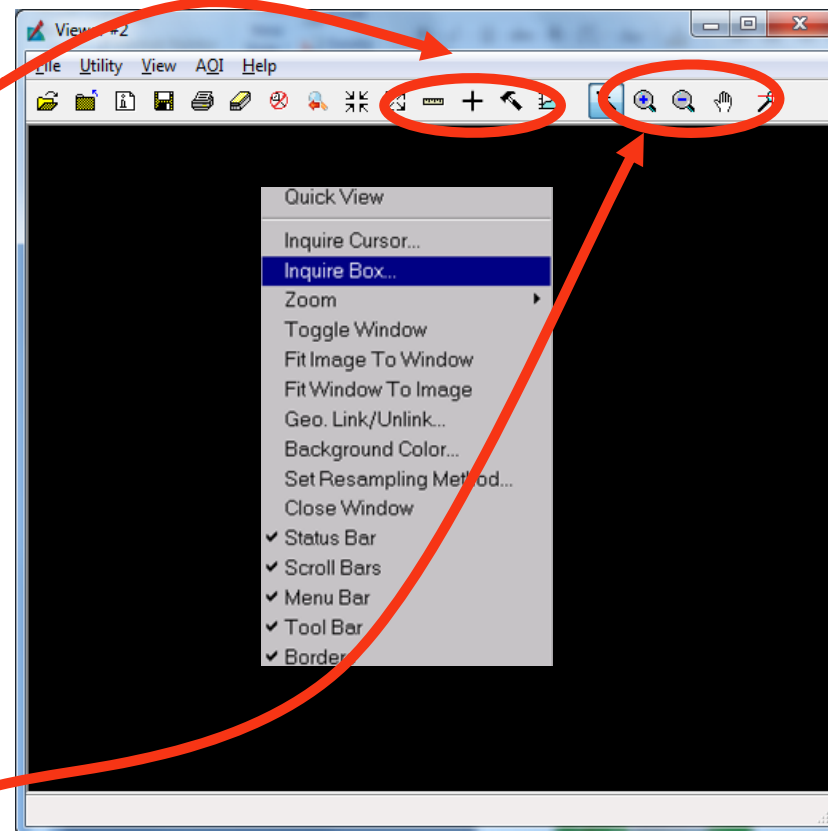 Viewer #2
File Utility View AOI Help
Quick View
Inquire Cursor...
Inquire Box...
Zoom
Toggle Window
Fit Image To Window
Fit Window To Image
Geo. Link/Unlink...
Background Color...
Set Resampling Method...
Close Window
Status Bar
Scroll Bars
Menu Bar
Tool Bar
Border